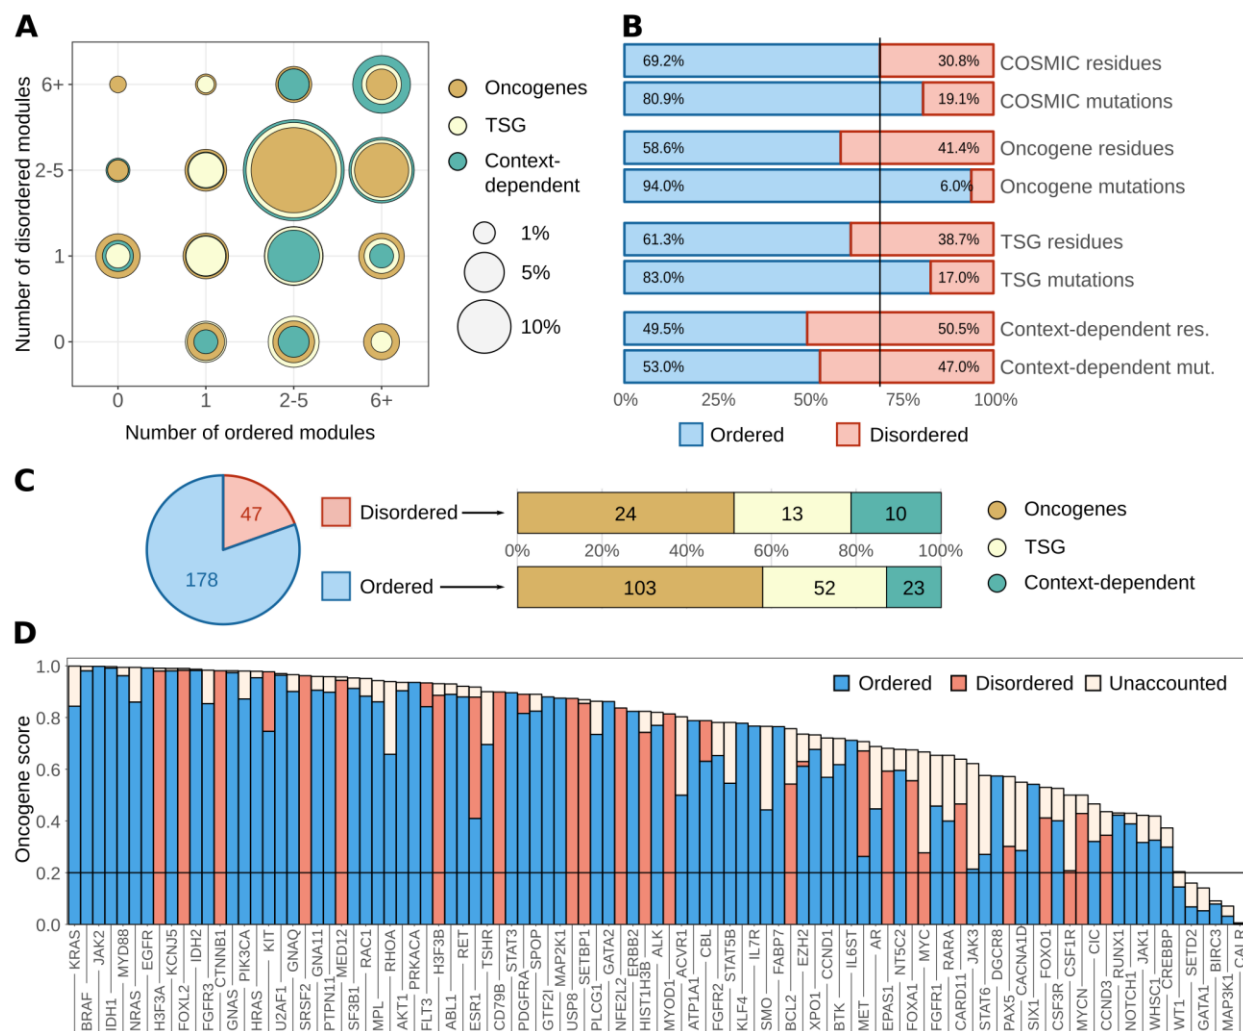 A
Number of disordered modules
6+
2-5
1
0
0
1
2-5
6+
Number of ordered modules
Oncogenes
TSG
Context-
dependent
1%
5%
10%
B
69.2% 30.8% COSMIC residues
80.9% 19.1% COSMIC mutations
58.6% 41.4% Oncogene residues
94.0% 6.0% Oncogene mutations
61.3% 38.7% TSG residues
83.0% 17.0% TSG mutations
49.5% 50.5% Context-dependent res.
53.0% 47.0% Context-dependent mut.
0% 25% 50% 75% 100%
Ordered Disordered
C
47
178
Disordered
Ordered
24 13 10
0% 20% 40% 60% 80% 100%
103 52 23
Oncogenes
TSG
Context-dependent
D
Oncogene score
1.0
0.8
0.6
0.4
0.2
0.0
Ordered Disordered Unaccounted
KRAS
BRAF
JAK2
IDH1
MYD88
NRAS
EGFR
H3F3A
KCNJ5
FOXL2
IDH2
FGFR3
CTNNB1
GNAS
PIK3CA
HRAS
KIT
U2AF1
GNAQ
SRSF2
GNA11
PTPN11
MED12
SF3B1
RAC1
MPL
RHOA
AKT1
PRKACA
FLT3
H3F3B
ABL1
RET
ESR1
TSHR
CD79B
STAT3
PDGFRA
SPOP
GTF2I
MAP2K1
USP8
SETBP1
PLCG1
GATA2
NFE2L2
ERBB2
HIST1H3B
ALK
MYOD1
ACVR1
ATP1A1
CBL
FGFR2
STAT5B
KLF4
IL7R
SMO
FABP7
BCL2
EZH2
XPO1
CCND1
BTK
IL6ST
MET
AR
EPAS1
NT5C2
FOXA1
MYC
FGFR1
RARA
CARD11
JAK3
STAT6
DGCR8
PAX5
CACNA1D
SIX1
FOXO1
CSF3R
CSF1R
MYCN
CIC
CCND3
RUNX1
NOTCH1
JAK1
WHSC1
CREBBP
WT1
SETD2
GATA1
BIRC3
MAP3K1
CALR